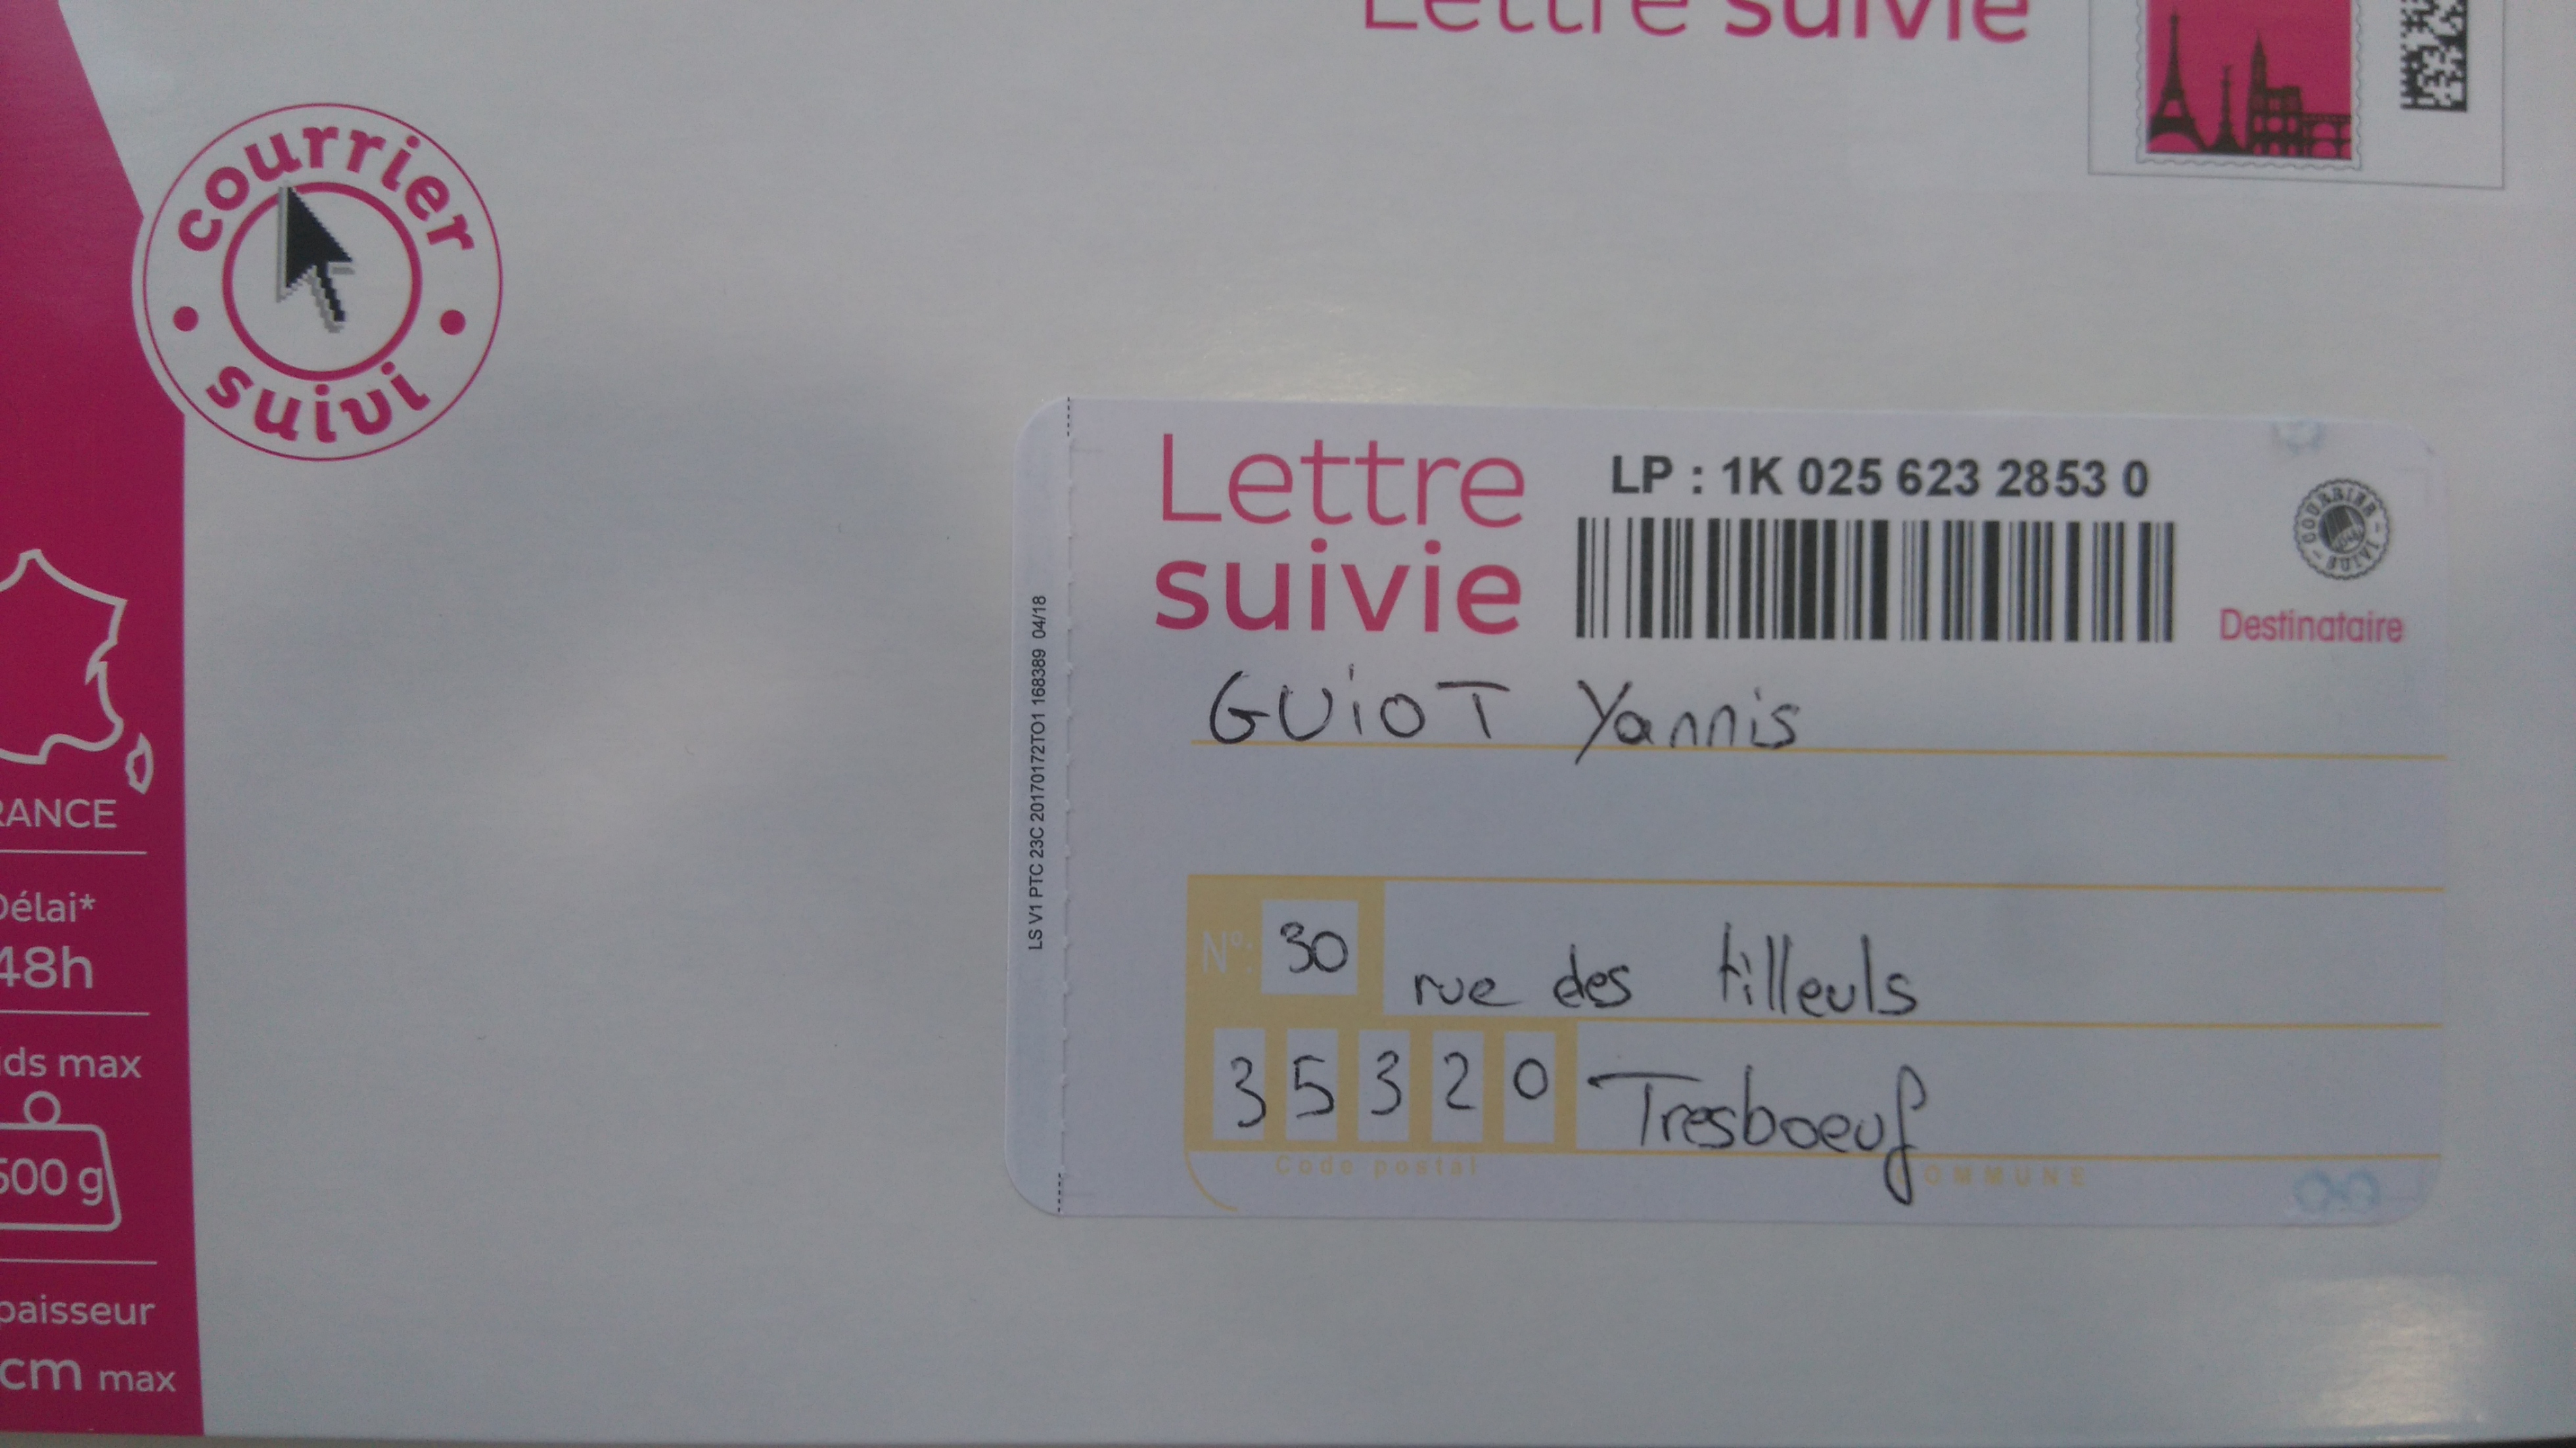 Lettre suivie
courrier
suivi
Lettre
suivie
LP : 1K 025 623 2853 0
Destinataire
LS V1 PTC 23C 20170172TO1 168389 04/18
GUiOT Yannis
N°: 30 rue des tilleuls
35320 Tresboeuf
Code postal
OMMUNE
RANCE
Délai*
48h
ids max
500 g
paisseur
cm max